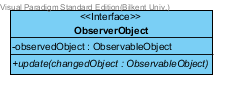 Visual Paradigm Standard Edition(Bilkent Univ.)
<<Interface>>
ObserverObject
-observedObject : ObservableObject
+update(changedObject : ObservableObject)